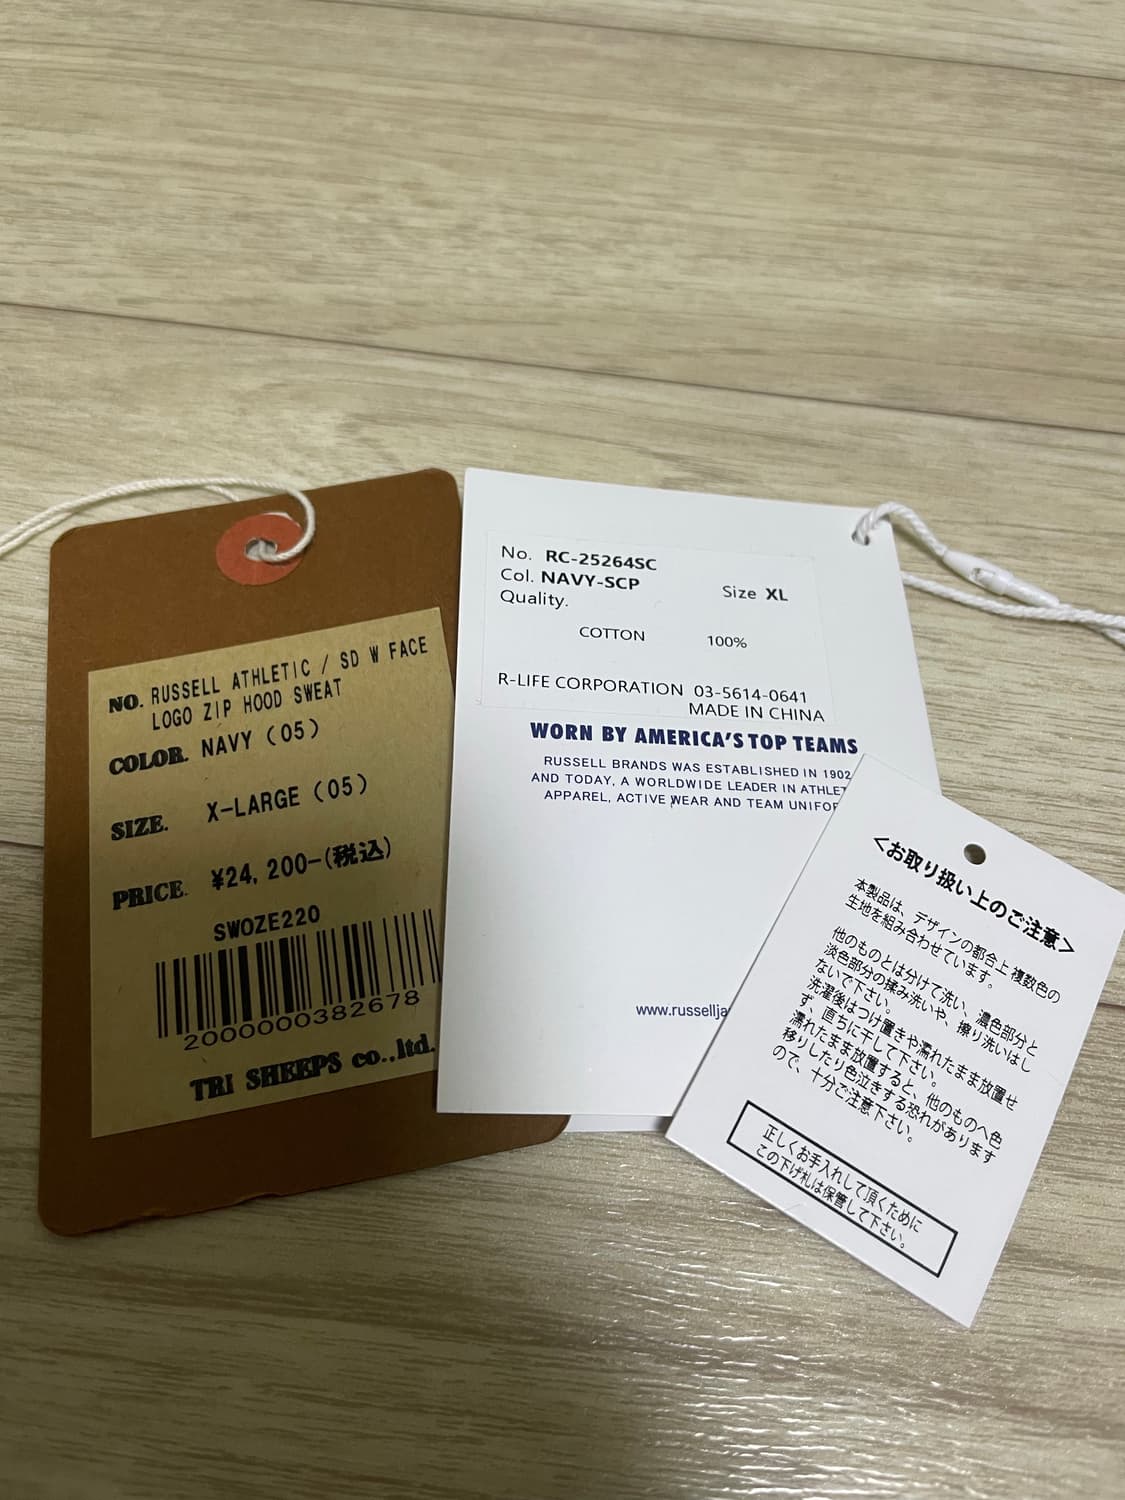 NO. RUSSELL ATHLETIC / SD W FACE
LOGO ZIP HOOD SWEAT
COLOR. NAVY (05)
SIZE. X-LARGE (05)
PRICE. ¥24,200-(税込)
SWOZE220
2000000382678
TRI SHEEPS co.,ltd.
No. RC-25264SC
Col. NAVY-SCP Size XL
Quality.
COTTON 100%
R-LIFE CORPORATION 03-5614-0641
MADE IN CHINA
WORN BY AMERICA'S TOP TEAMS
RUSSELL BRANDS WAS ESTABLISHED IN 1902
AND TODAY, A WORLDWIDE LEADER IN ATHLET
APPAREL, ACTIVE WEAR AND TEAM UNIFOR
www.russellja
<お取り扱い上のご注意>
本製品は、デザインの都合上 複数色の
生地を組み合わせています。
他のものとは分けて洗い、濃色部分と
淡色部分の揉み洗いや、擦り洗いはし
ないで下さい。
洗濯後はつけ置きや濡れたまま放置せ
ず、直ちに干して下さい。
濡れたまま放置すると、他のものへ色
移りしたり色泣きする恐れがあります
ので、十分ご注意下さい。
正しくお手入れして頂くために
この下げ札は保管して下さい。